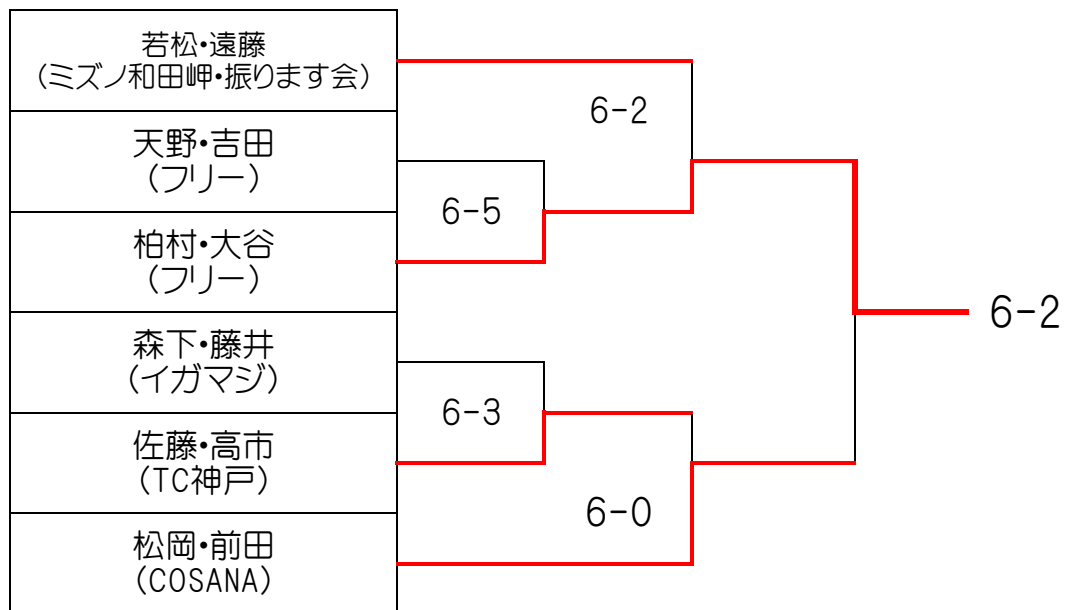 若松・遠藤
(ミズノ和田岬・振ります会)
天野・吉田
(フリー)
柏村・大谷
(フリー)
森下・藤井
(イガマジ)
佐藤・高市
(TC神戸)
松岡・前田
(COSANA)
6-2
6-5
6-3
6-0
6-2